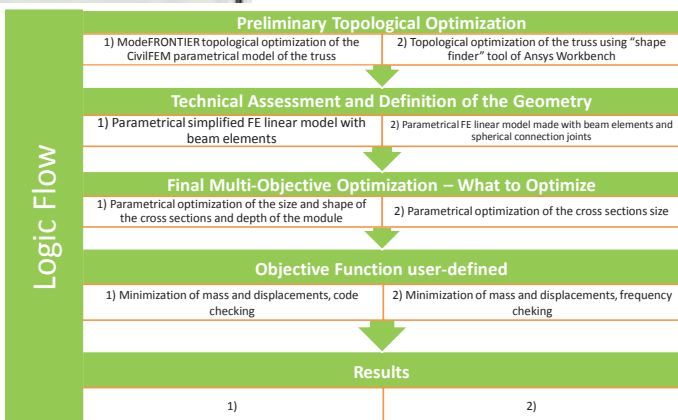 Logic Flow
Preliminary Topological Optimization
1) ModeFRONTIER topological optimization of the
CivilFEM parametrical model of the truss
2) Topological optimization of the truss using “shape
finder” tool of Ansys Workbench
Technical Assessment and Definition of the Geometry
1) Parametrical simplified FE linear model with
beam elements
2) Parametrical FE linear model made with beam elements and
spherical connection joints
Final Multi-Objective Optimization – What to Optimize
1) Parametrical optimization of the size and shape of
the cross sections and depth of the module
2) Parametrical optimization of the cross sections size
Objective Function user-defined
1) Minimization of mass and displacements, code
checking
2) Minimization of mass and displacements, frequency
cheking
Results
1)
2)